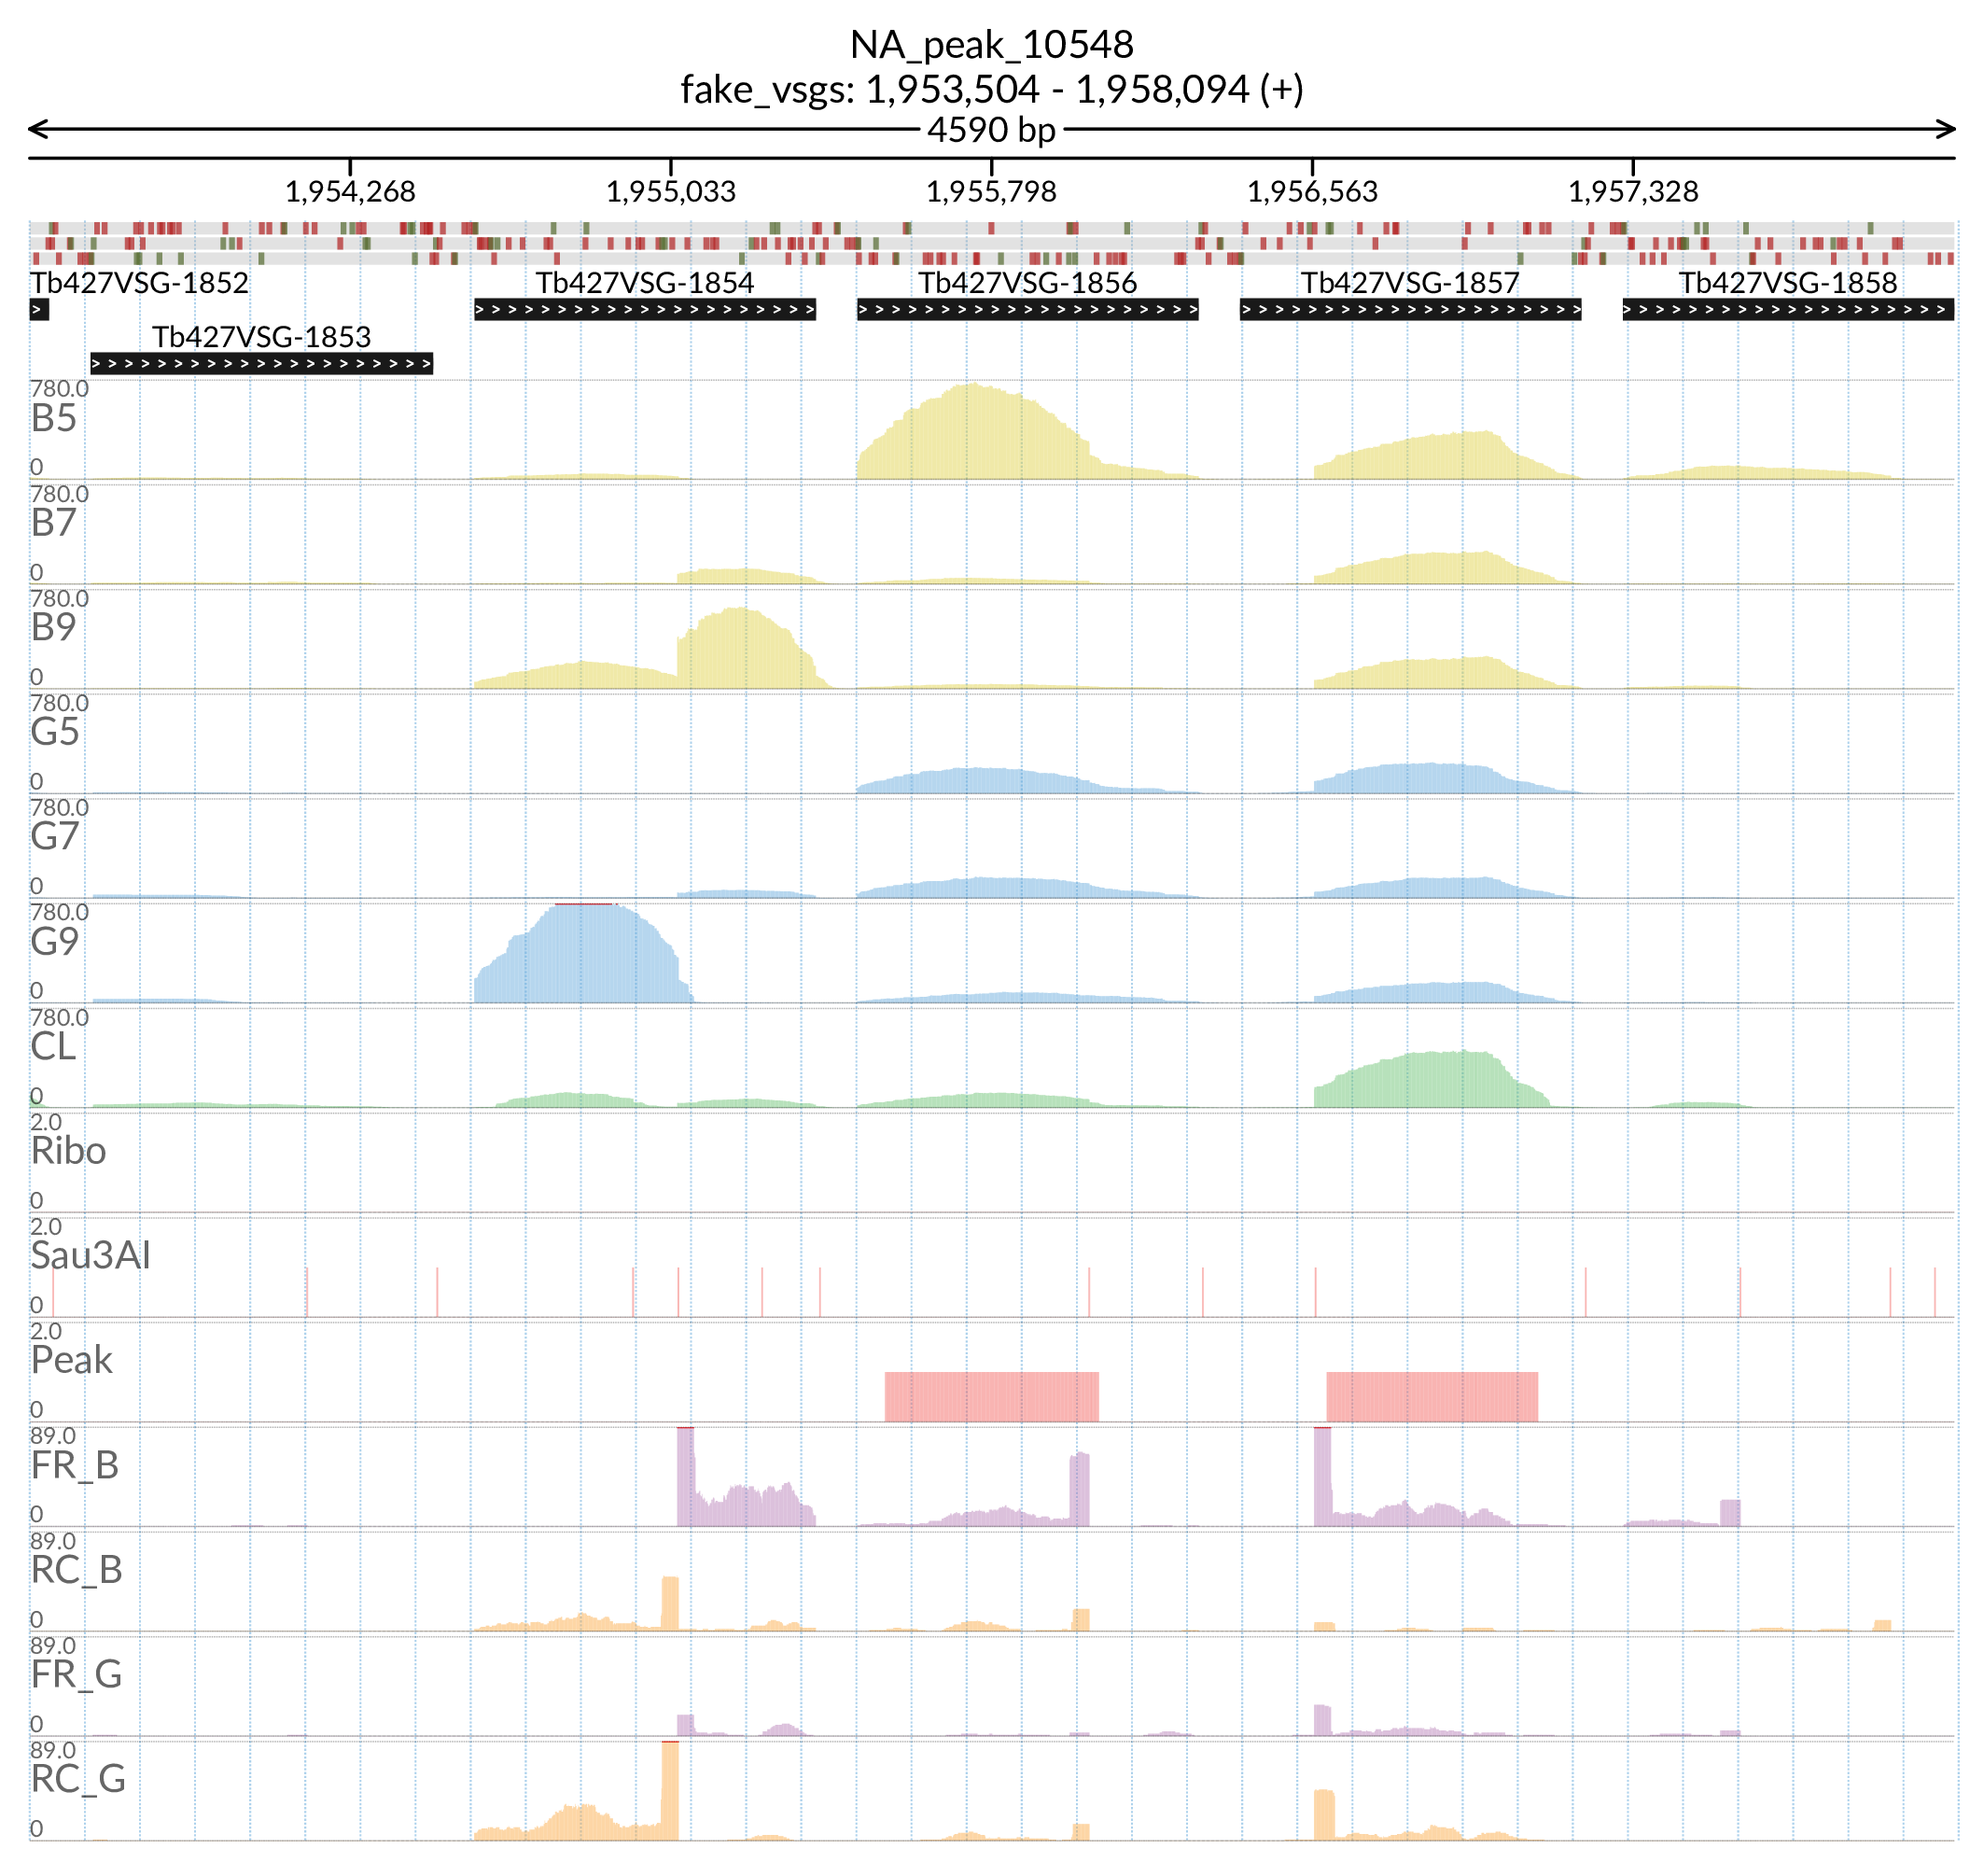 NA_peak_10548
fake_vsgs: 1,953,504 - 1,958,094 (+)
4590 bp
1,954,268 1,955,033 1,955,798 1,956,563 1,957,328
Tb427VSG-1852 Tb427VSG-1854 Tb427VSG-1856 Tb427VSG-1857 Tb427VSG-1858
Tb427VSG-1853
780.0
B5
0
780.0
B7
0
780.0
B9
0
780.0
G5
0
780.0
G7
0
780.0
G9
0
780.0
CL
0
2.0
Ribo
0
2.0
Sau3AI
0
2.0
Peak
0
89.0
FR_B
0
89.0
RC_B
0
89.0
FR_G
0
89.0
RC_G
0